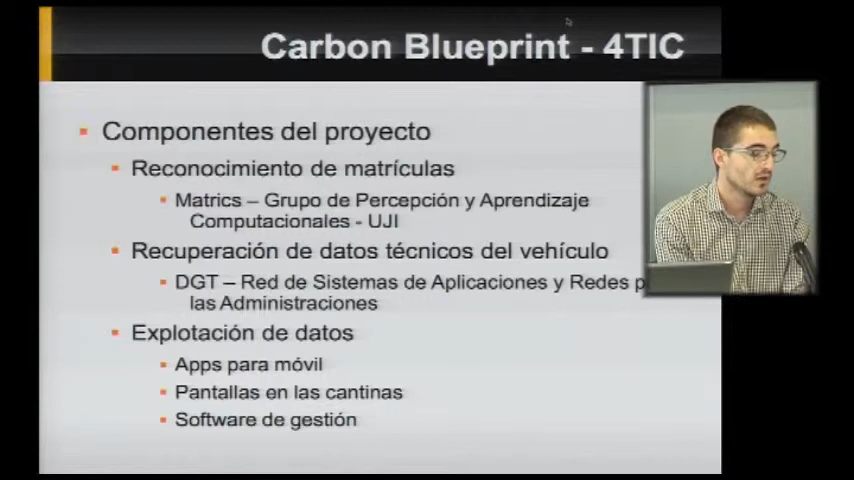 Carbon Blueprint - 4TIC
Componentes del proyecto
Reconocimiento de matrículas
Matrics – Grupo de Percepción y Aprendizaje
Computacionales - UJI
Recuperación de datos técnicos del vehículo
DGT – Red de Sistemas de Aplicaciones y Redes
las Administraciones
Explotación de datos
Apps para móvil
Pantallas en las cantinas
Software de gestión